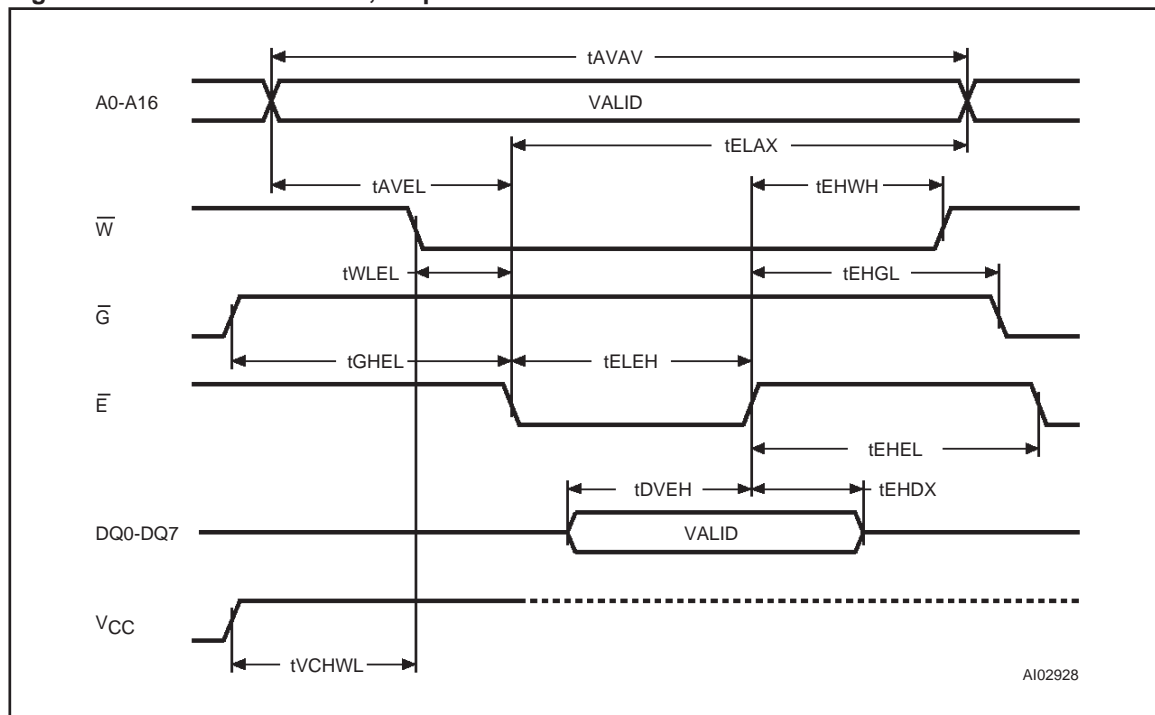 tAVAV
A0-A16
VALID
tELAX
tAVEL
tEHWH
W
tWLEL
tEHGL
G
tGHEL
tELEH
E
tEHEL
tDVEH
tEHDX
DQ0-DQ7
VALID
VCC
tVCHWL
AI02928